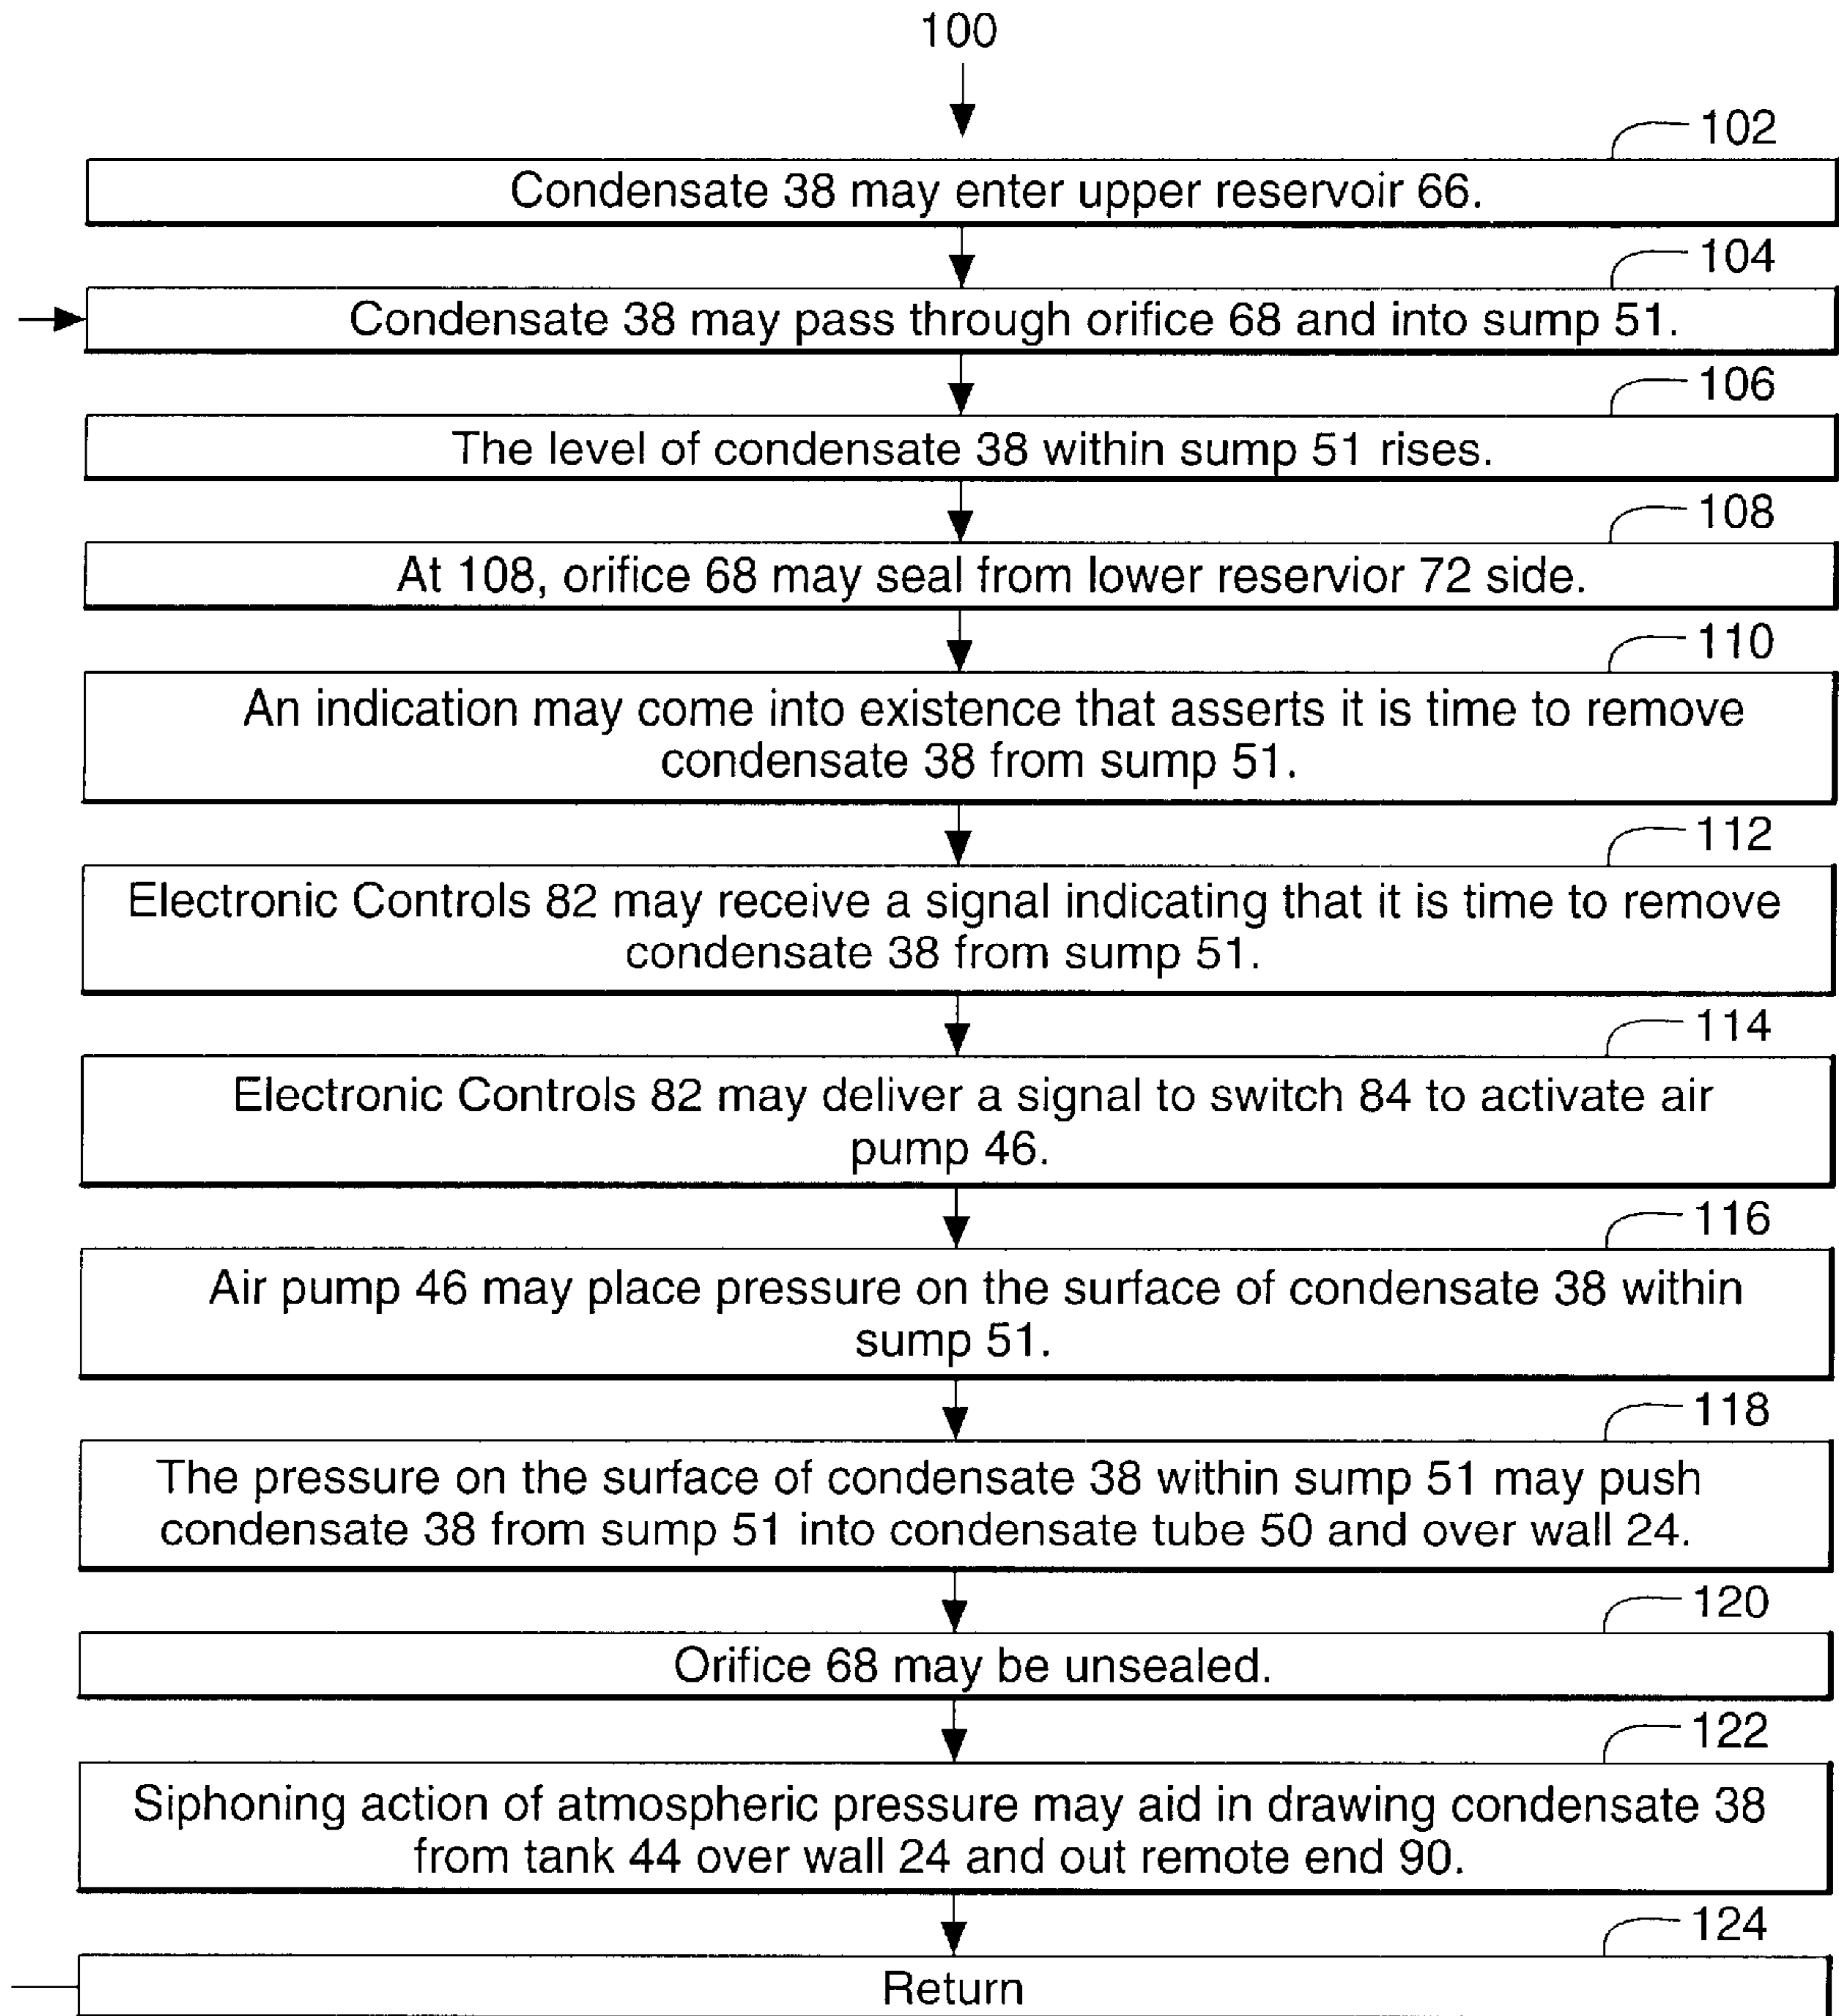 100
102
Condensate 38 may enter upper reservoir 66.
104
Condensate 38 may pass through orifice 68 and into sump 51.
106
The level of condensate 38 within sump 51 rises.
108
At 108, orifice 68 may seal from lower reservior 72 side.
110
An indication may come into existence that asserts it is time to remove
condensate 38 from sump 51.
112
Electronic Controls 82 may receive a signal indicating that it is time to remove
condensate 38 from sump 51.
114
Electronic Controls 82 may deliver a signal to switch 84 to activate air
pump 46.
116
Air pump 46 may place pressure on the surface of condensate 38 within
sump 51.
118
The pressure on the surface of condensate 38 within sump 51 may push
condensate 38 from sump 51 into condensate tube 50 and over wall 24.
120
Orifice 68 may be unsealed.
122
Siphoning action of atmospheric pressure may aid in drawing condensate 38
from tank 44 over wall 24 and out remote end 90.
124
Return